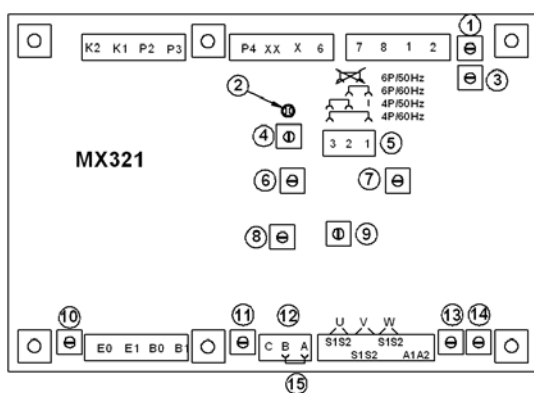 1
K2 K1 P2 P3
P4 XX X 6
7 8 1 2
3
6P/50Hz
2
6P/60Hz
4P/50Hz
4P/60Hz
4
3 2 1
5
MX321
6
7
8
9
10
11
12
U V W
13
14
E0 E1 B0 B1
C B A
S1S2 S1S2
S1S2 A1A2
15